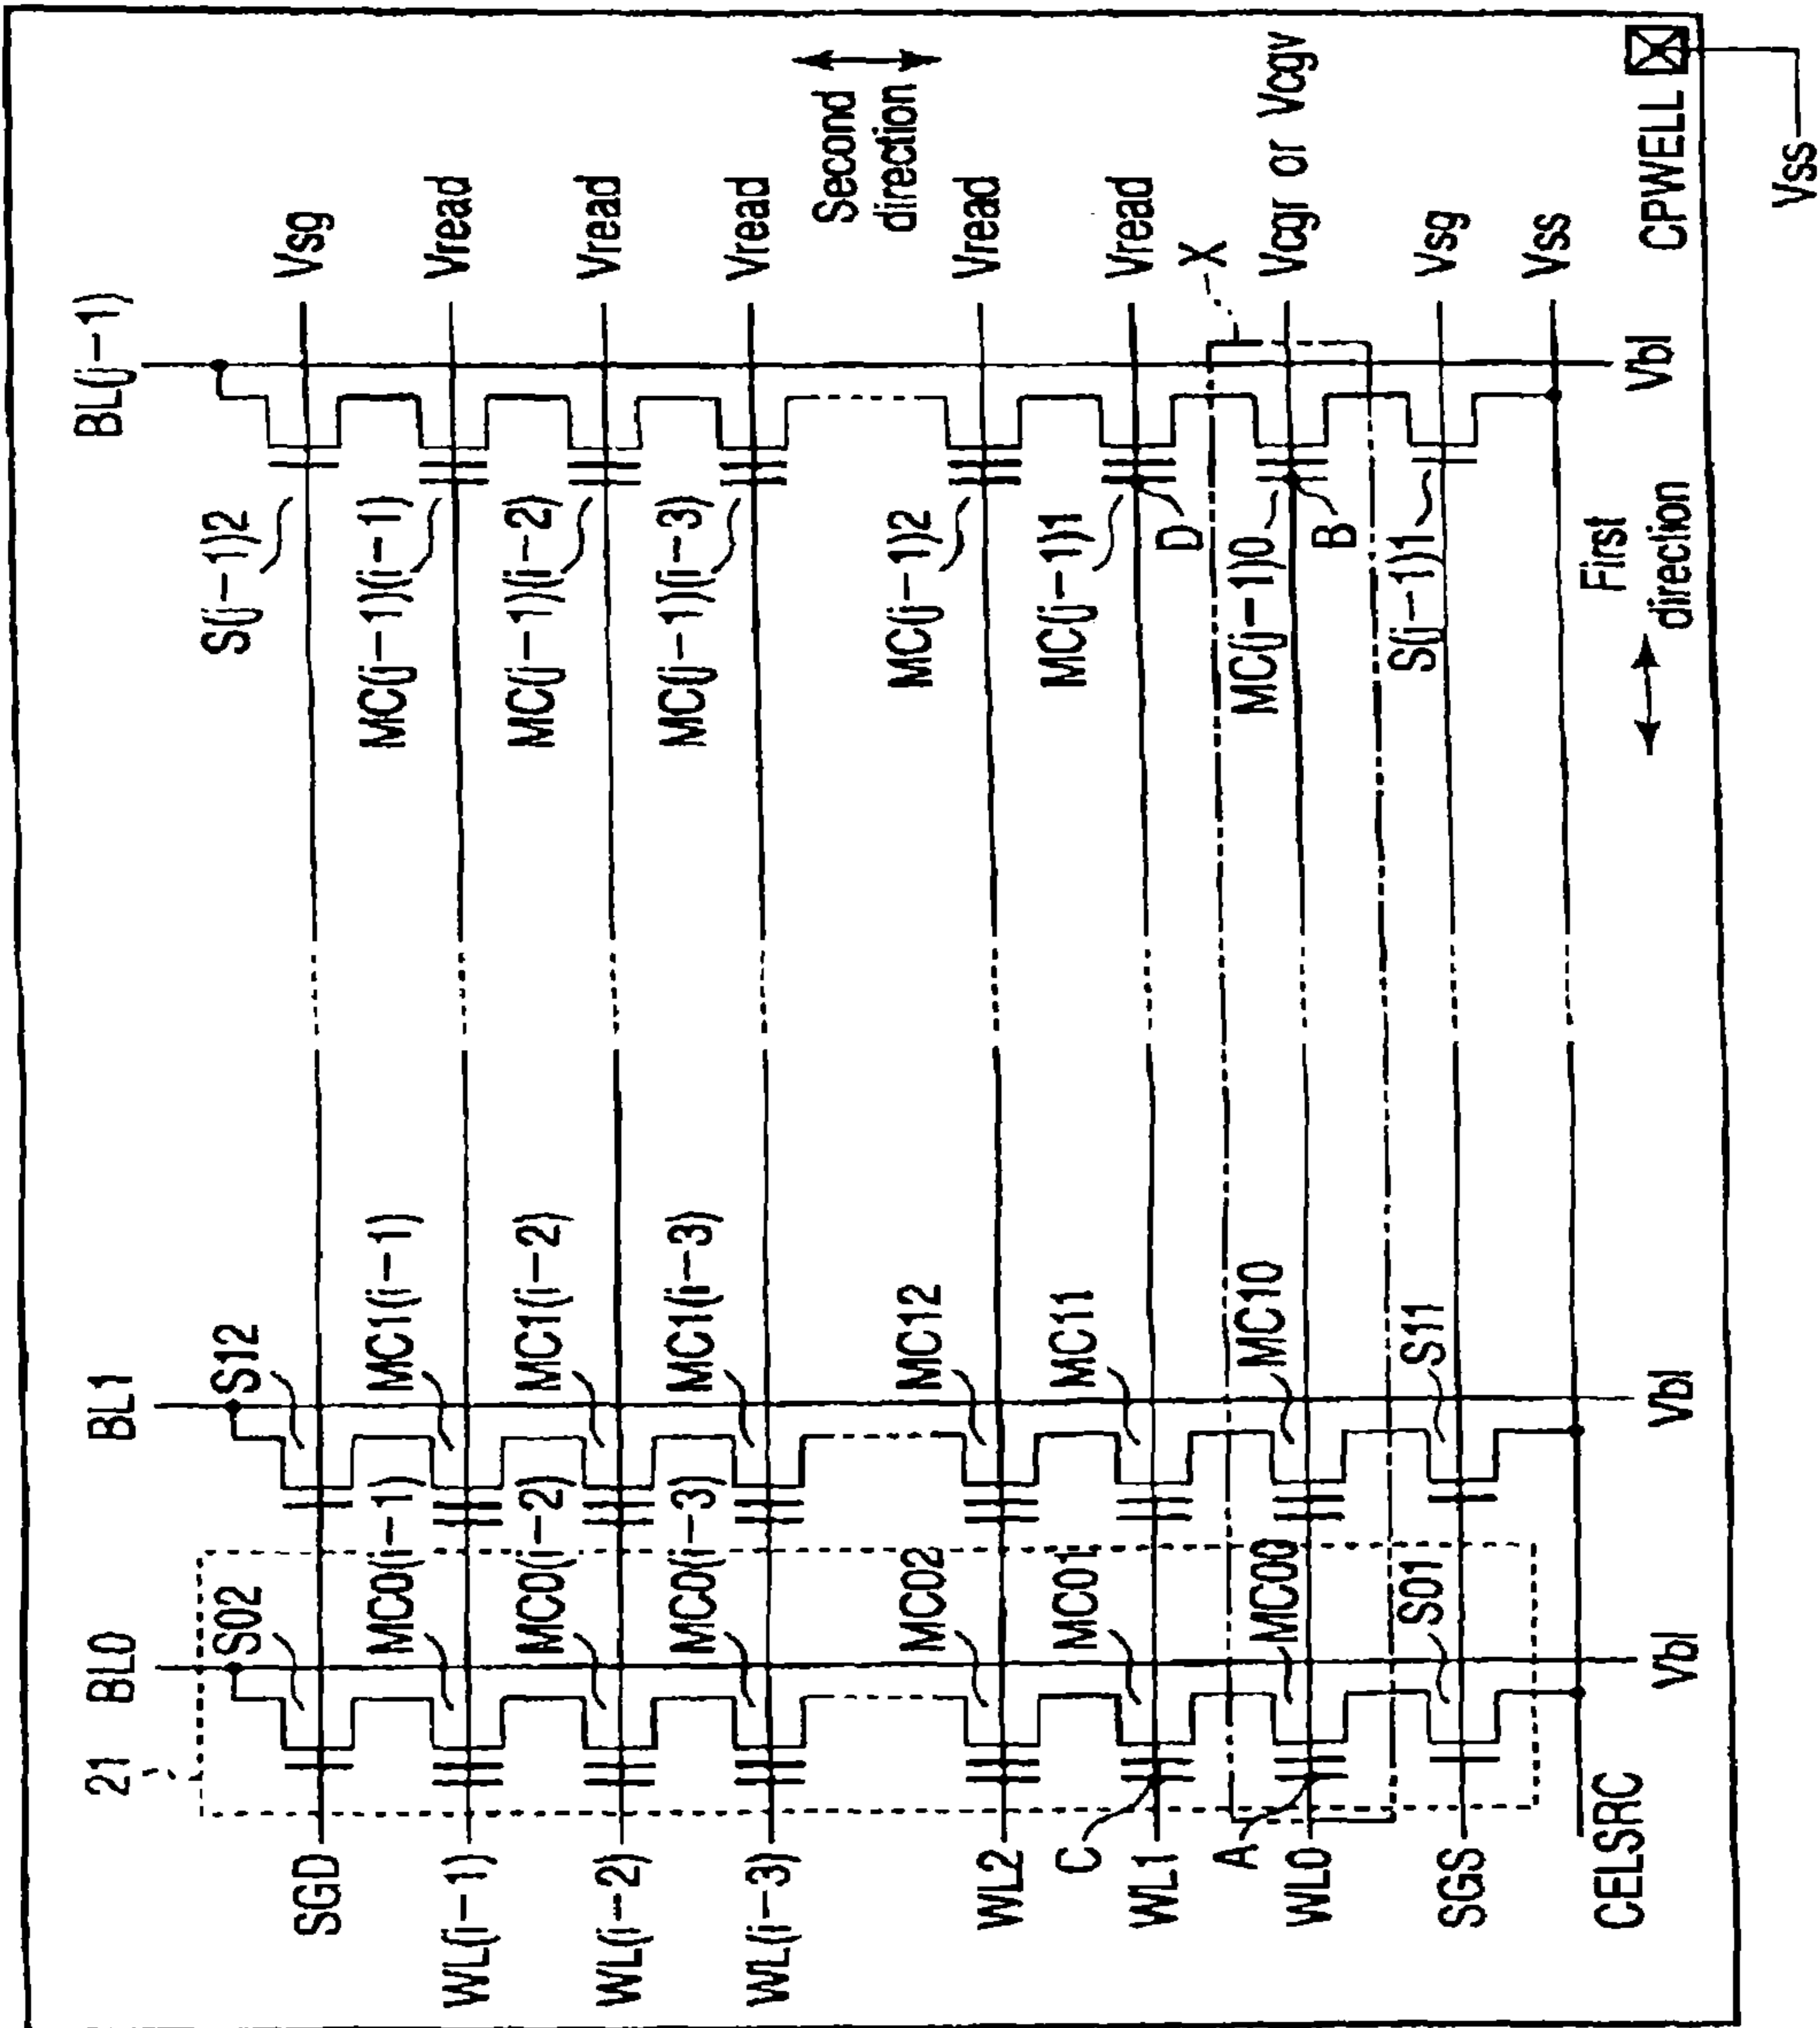 21
BL0
BL1
BL(j-1)
S02
S12
S(j-1)2
SGD
Vsg
MC0(i-1)
MC1(i-1)
MC(j-1)(i-1)
WL(i-1)
Vread
MC0(i-2)
MC1(i-2)
MC(j-1)(i-2)
WL(i-2)
Vread
MC0(i-3)
MC1(i-3)
MC(j-1)(i-3)
WL(i-3)
Vread
Second
direction
MC02
MC12
MC(j-1)2
WL2
Vread
C
MC01
MC11
MC(j-1)1
WL1
Vread
D
X
A
MC00
MC10
MC(j-1)0
WL0
Vcgr or Vcgv
B
S01
S11
S(i-1)1
SGS
Vsg
CELSRC
Vss
First
direction
Vbl
Vbl
Vbl
CPWELL
Vss